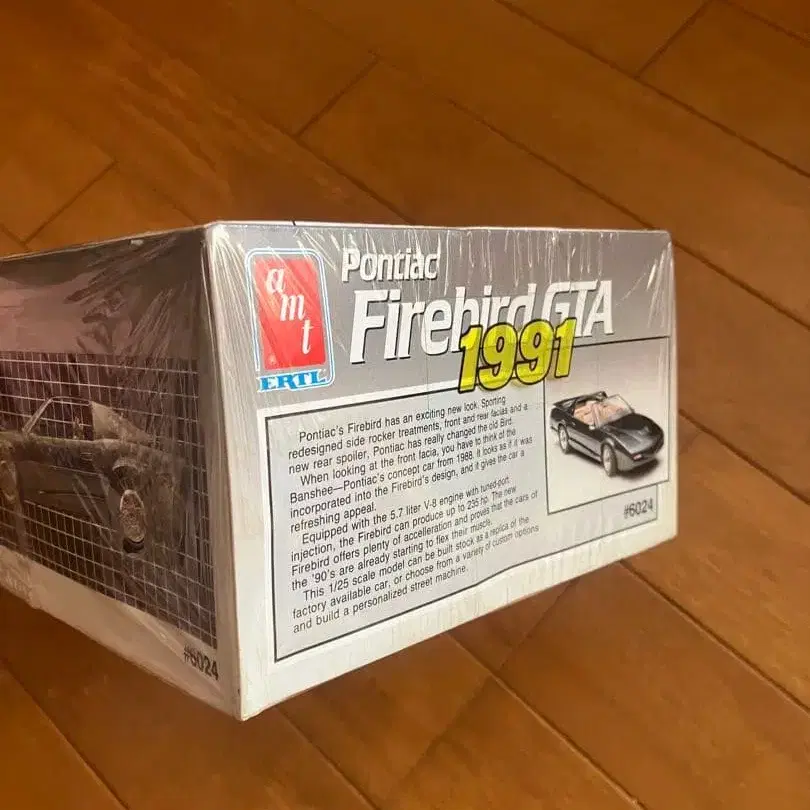 amt
ERTL
Pontiac
Firebird GTA
1991
Pontiac's Firebird has an exciting new look. Sporting
redesigned side rocker treatments, front and rear facias and a
new rear spoiler, Pontiac has really changed the old Bird.
When looking at the front facia, you have to think of the
Banshee—Pontiac's concept car from 1988. It looks as if it was
incorporated into the Firebird's design, and it gives the car a
refreshing appeal.
Equipped with the 5.7 liter V-8 engine with tuned-port
injection, the Firebird can produce up to 235 hp. The new
Firebird offers plenty of accelleration and proves that the cars of
the '90's are already starting to flex their muscle.
This 1/25 scale model can be built stock as a replica of the
factory available car, or choose from a variety of custom options
and build a personalized street machine.
#6024
#6024